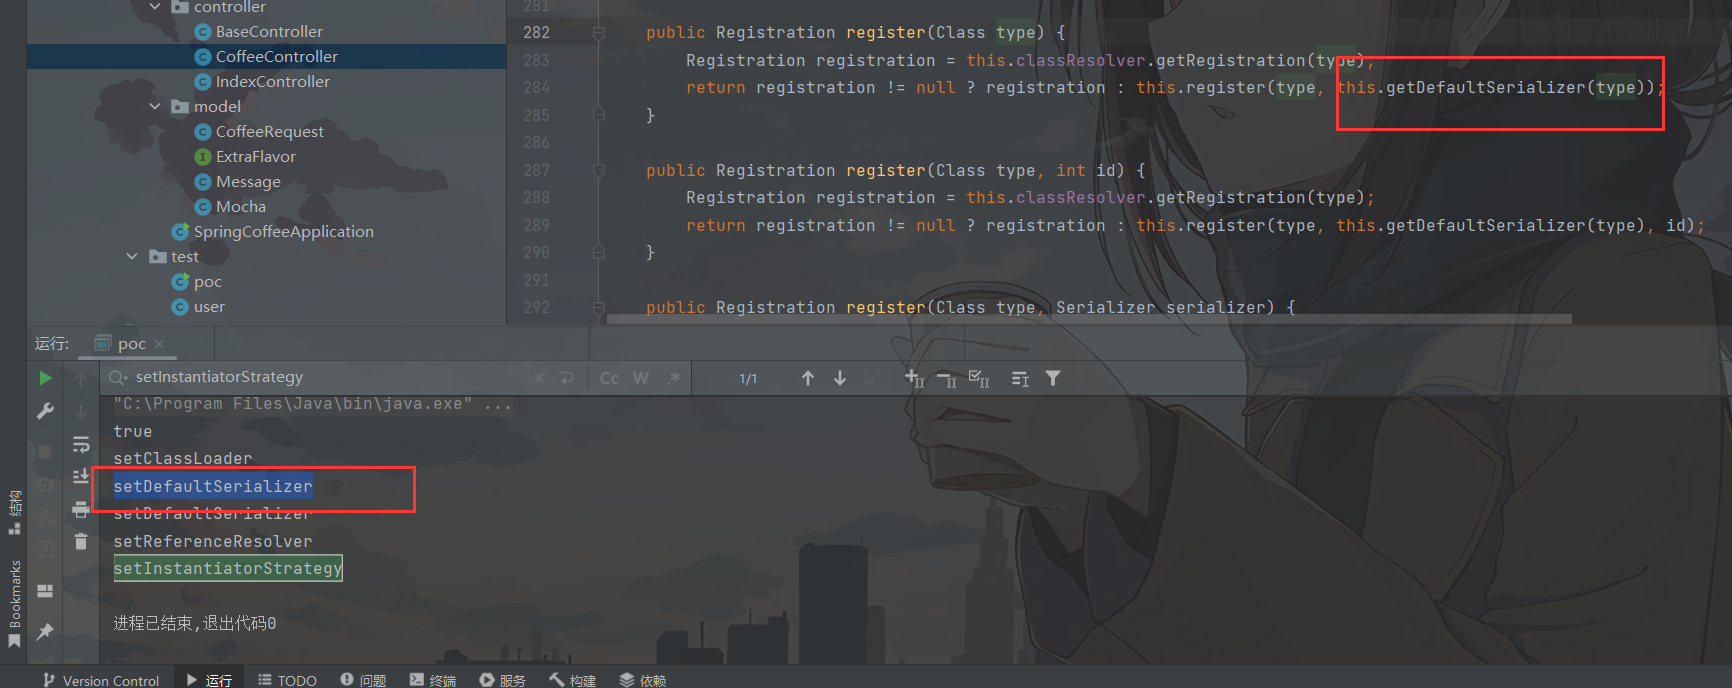 controller
BaseController
CoffeeController
IndexController
model
CoffeeRequest
ExtraFlavor
Message
Mocha
SpringCoffeeApplication
test
poc
user
281
282 public Registration register(Class type) {
283 Registration registration = this.classResolver.getRegistration(type);
284 return registration != null ? registration : this.register(type, this.getDefaultSerializer(type));
285 }
286
287 public Registration register(Class type, int id) {
288 Registration registration = this.classResolver.getRegistration(type);
289 return registration != null ? registration : this.register(type, this.getDefaultSerializer(type), id);
290 }
291
292 public Registration register(Class type, Serializer serializer) {
运行: poc
setInstantiatorStrategy Cc W .* 1/1
"C:\Program Files\Java\bin\java.exe" ...
true
setClassLoader
setDefaultSerializer
setDefaultSerializer
setReferenceResolver
setInstantiatorStrategy
进程已结束,退出代码0
结构
Bookmarks
Version Control 运行 TODO 问题 终端 服务 构建 依赖